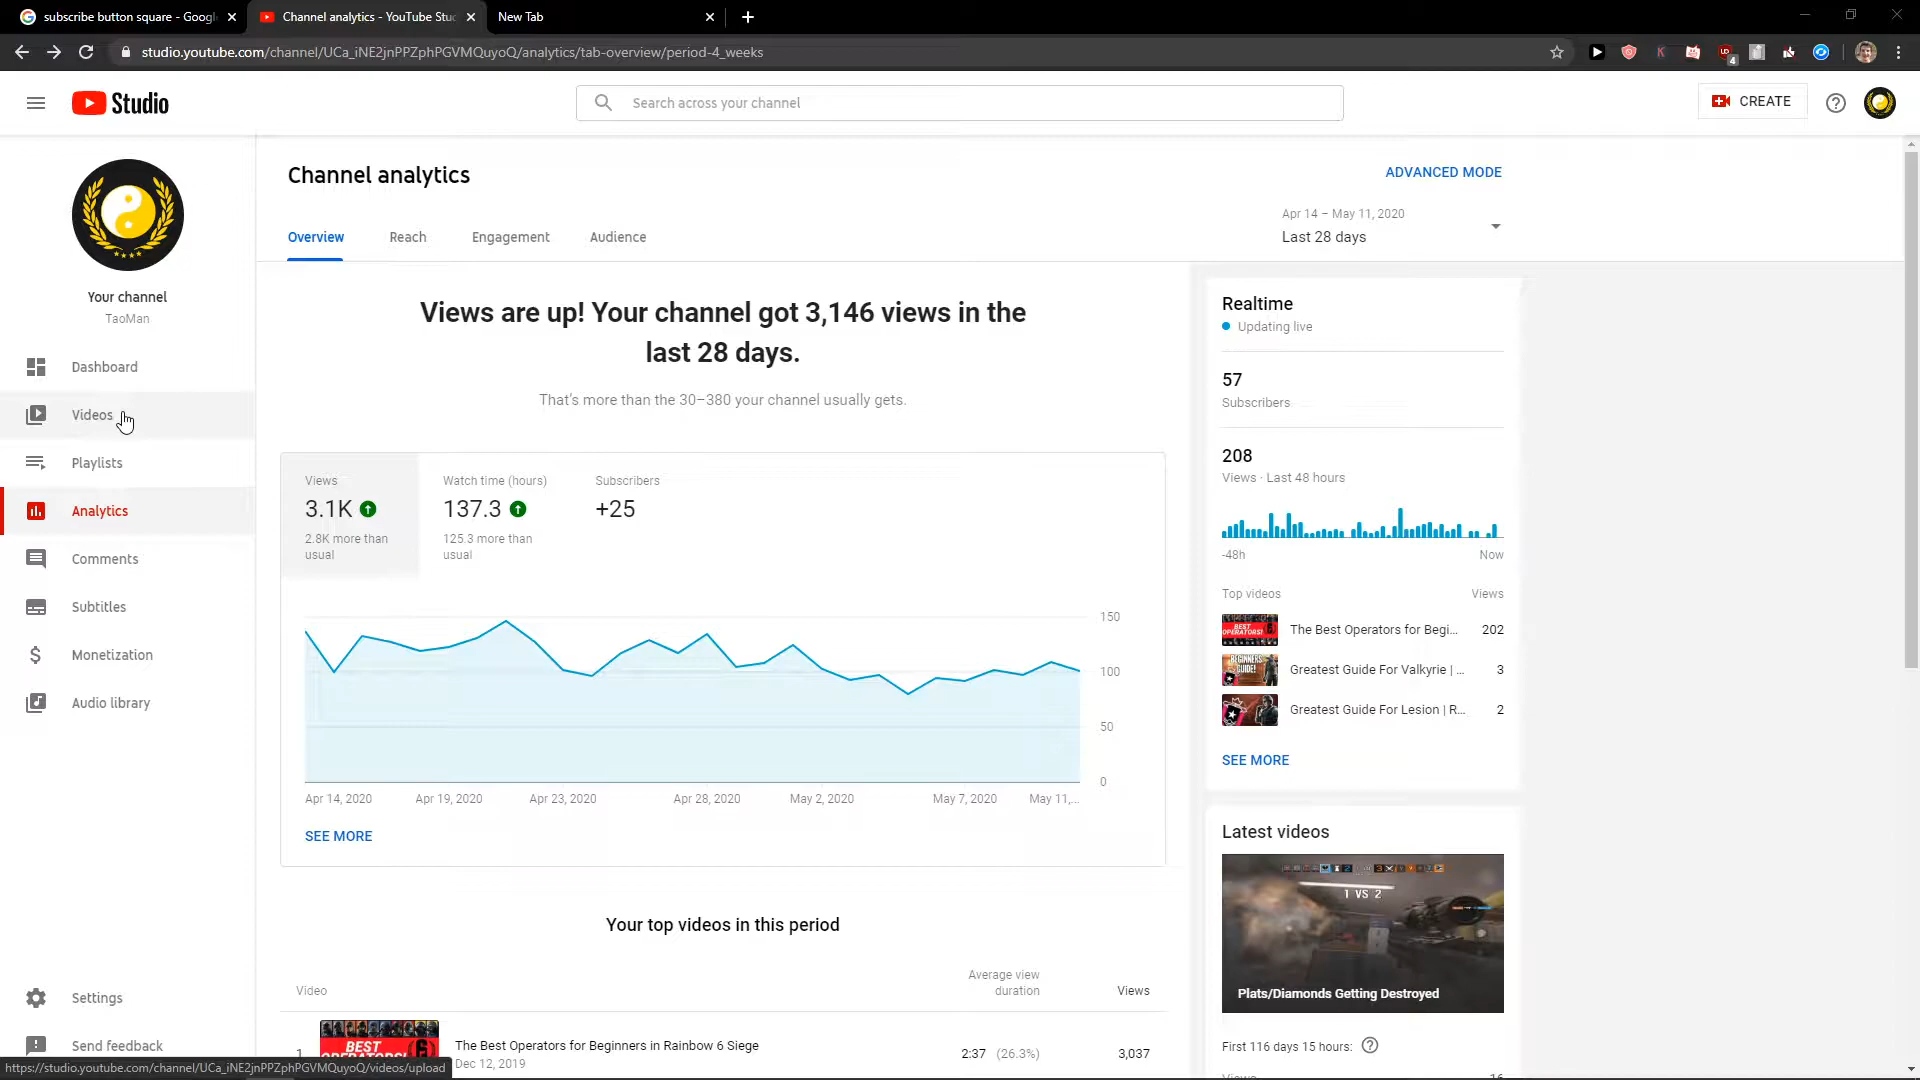 subscribe button square - Googl
Channel analytics - YouTube Stu
New Tab
studio.youtube.com/channel/UCa_iNE2jnPPZphPGVMQuyoQ/analytics/tab-overview/period-4_weeks
4
Studio
Search across your channel
CREATE
Your channel
TaoMan
Dashboard
Videos
Playlists
Analytics
Comments
Subtitles
Monetization
Audio library
Settings
Send feedback
https://studio.youtube.com/channel/UCa_iNE2jnPPZphPGVMQuyoQ/videos/upload
Channel analytics
ADVANCED MODE
Apr 14 – May 11, 2020
Last 28 days
Overview
Reach
Engagement
Audience
Views are up! Your channel got 3,146 views in the
last 28 days.
That's more than the 30–380 your channel usually gets.
Views
3.1K
2.8K more than
usual
Watch time (hours)
137.3
125.3 more than
usual
Subscribers
+25
150
100
50
0
Apr 14, 2020
Apr 19, 2020
Apr 23, 2020
Apr 28, 2020
May 2, 2020
May 7, 2020
May 11,...
SEE MORE
Your top videos in this period
Video
Average view
duration
Views
1
BEST
OPERATORS!
The Best Operators for Beginners in Rainbow 6 Siege
Dec 12, 2019
2:37 (26.3%)
3,037
Realtime
Updating live
57
Subscribers
208
Views · Last 48 hours
-48h
Now
Top videos
Views
BEST
OPERATORS!
The Best Operators for Begi...
202
BEGINNERS
GUIDE!
Greatest Guide For Valkyrie | ...
3
Greatest Guide For Lesion | R...
2
SEE MORE
Latest videos
1 VS 2
Plats/Diamonds Getting Destroyed
First 116 days 15 hours:
Views
16